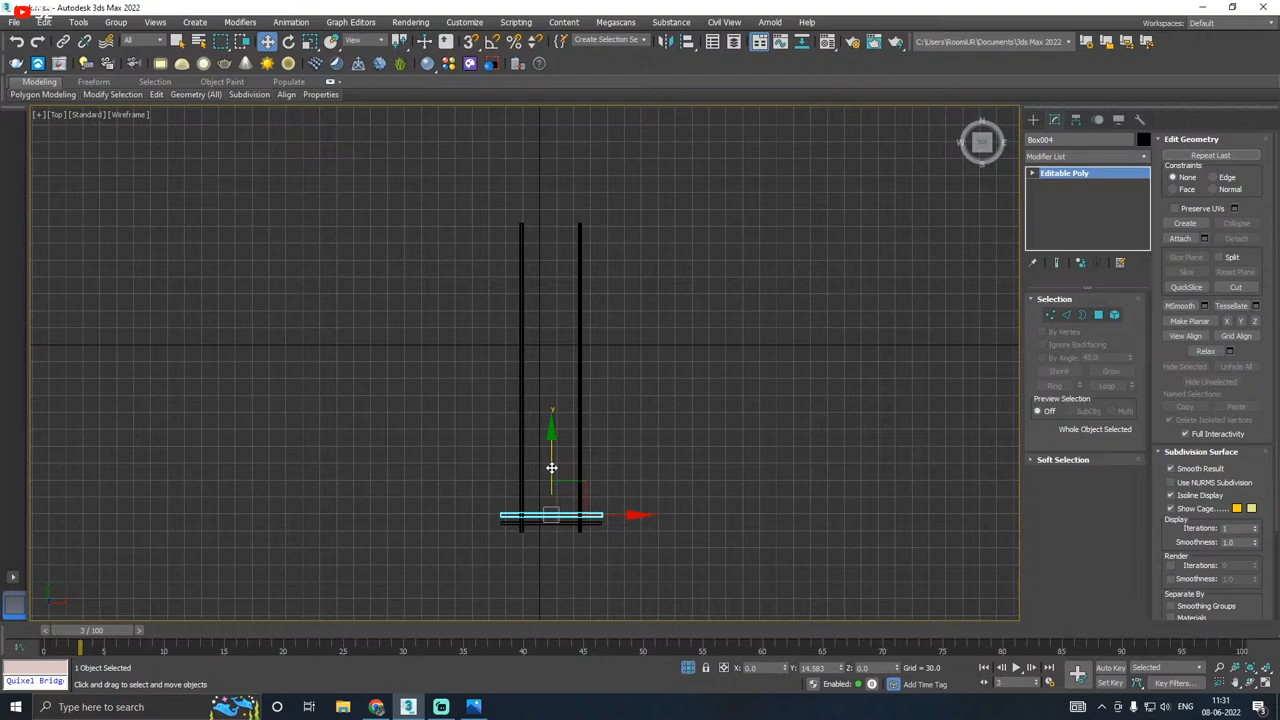 Autodesk 3ds Max 2022
File Edit Tools Group Views Create Modifiers Animation Graph Editors Rendering Customize Scripting Content Megascans Substance Civil View Arnold Help
Workspaces: Default
All View Create Selection Se C:\Users\RoomUR\Documents\3ds Max 2022
Modeling Freeform Selection Object Paint Populate
Polygon Modeling Modify Selection Edit Geometry (All) Subdivision Align Properties
[+] [Top] [Standard] [Wireframe]
N
W E
S
y
Box004
Modifier List
Editable Poly
Selection
By Vertex
Ignore Backfacing
By Angle: 45.0
Shrink Grow
Ring Loop
Preview Selection
Off SubObj Multi
Whole Object Selected
Soft Selection
Edit Geometry
Repeat Last
Constraints
None Edge
Face Normal
Preserve UVs
Create Collapse
Attach Detach
Slice Plane Split
Slice Reset Plane
QuickSlice Cut
MSmooth Tessellate
Make Planar X Y Z
View Align Grid Align
Relax
Hide Selected Unhide All
Hide Unselected
Named Selections:
Copy Paste
Delete Isolated Vertices
Full Interactivity
Subdivision Surface
Smooth Result
Use NURMS Subdivision
Isoline Display
Show Cage......
Display
Iterations: 1
Smoothness: 1.0
Render
Iterations: 0
Smoothness: 1.0
Separate By
Smoothing Groups
Materials
3 / 100
0 5 10 15 20 25 30 35 40 45 50 55 60 65 70 75 80 85 90 95 100
1 Object Selected
X: 0.0 Y: 14.583 Z: 0.0 Grid = 30.0
Auto Key Selected
Quixel Bridg
Click and drag to select and move objects
Enabled: Add Time Tag
3
Set Key Key Filters...
Type here to search
ENG
11:31
08-06-2022